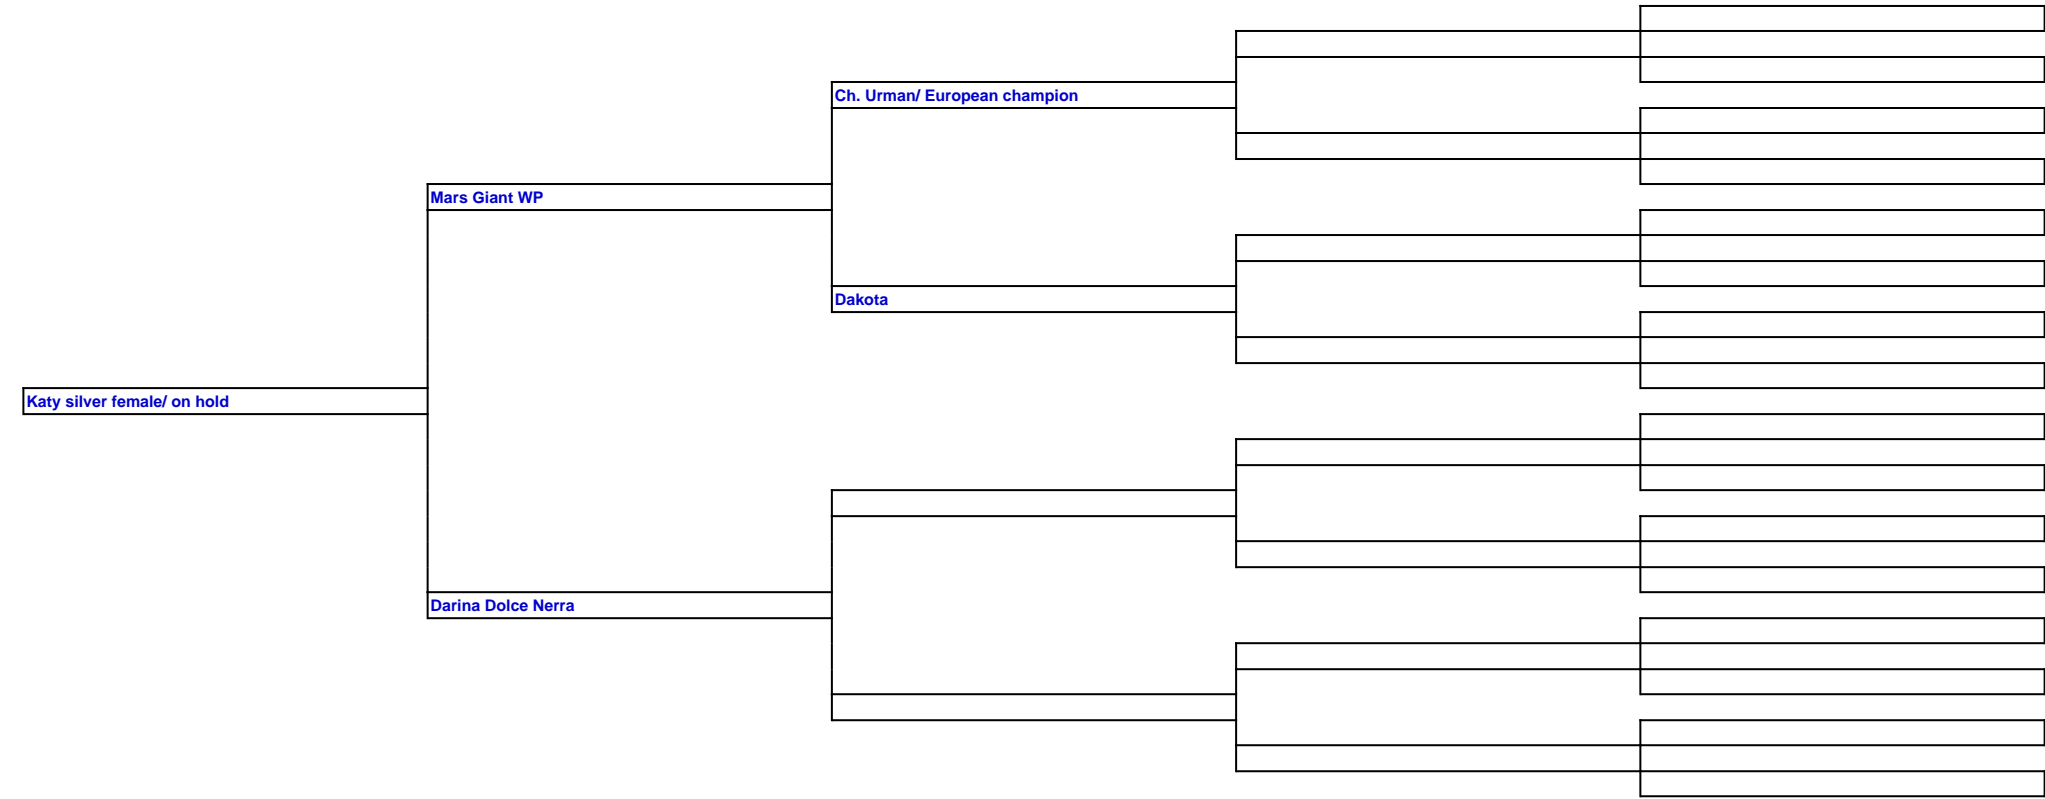 Ch. Urman/ European champion
Mars Giant WP
Dakota
Katy silver female/ on hold
Darina Dolce Nerra